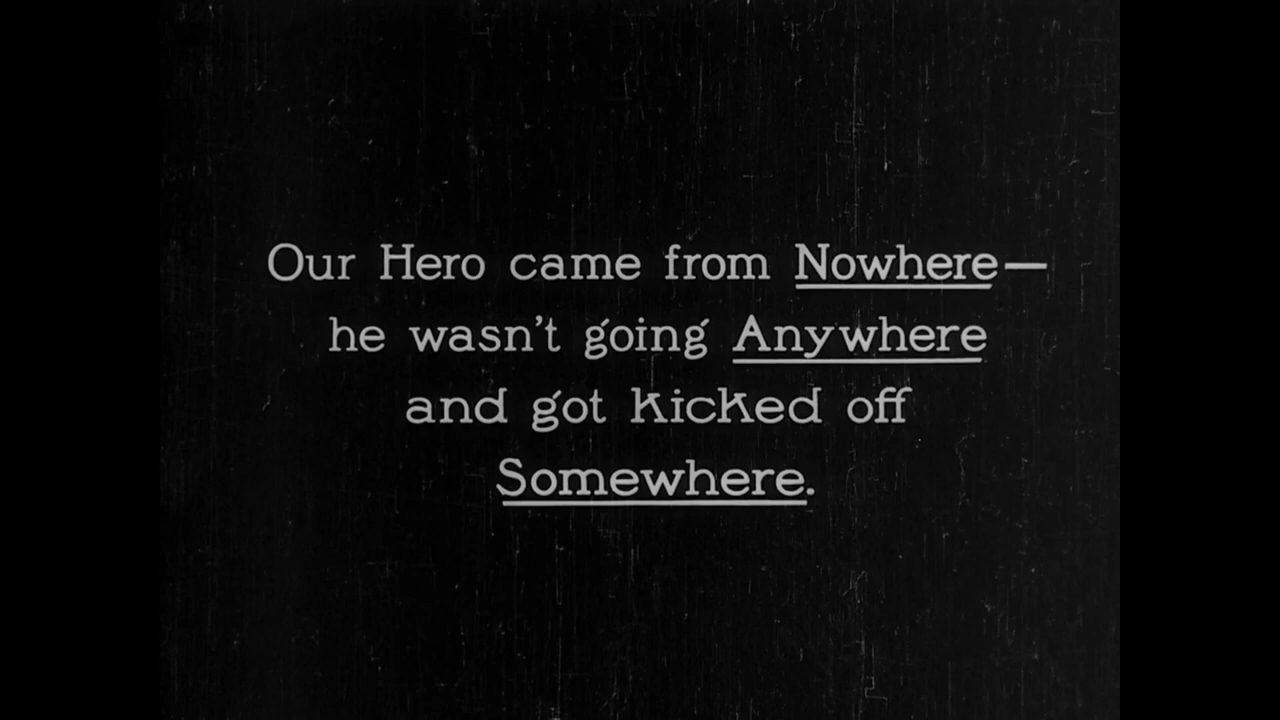 Our Hero came from Nowhere—
he wasn't going Anywhere
and got kicked off
Somewhere.